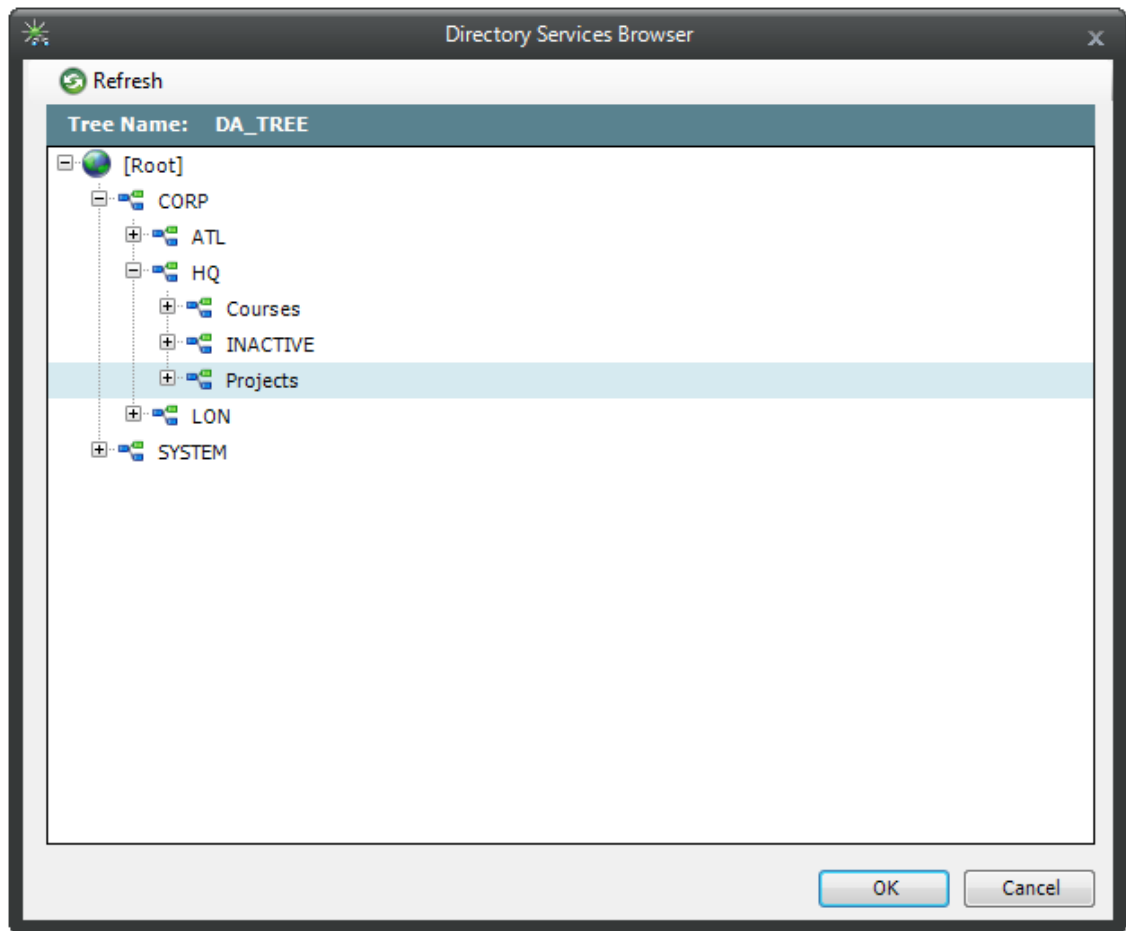 Directory Services Browser
x
Refresh
Tree Name: DA_TREE
[Root]
CORP
ATL
HQ
Courses
INACTIVE
Projects
LON
SYSTEM
OK Cancel